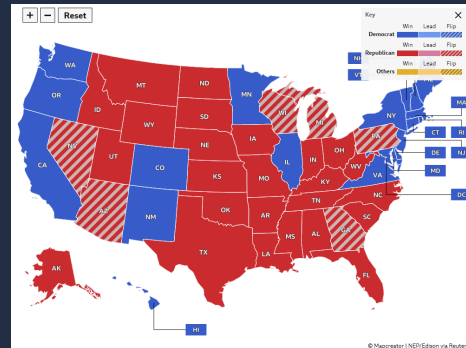 + − Reset
Key
Win Lead Flip
Democrat
Win Lead Flip
Republican
Win Lead Flip
Others
WA
OR
CA
ID
NV
AZ
MT
WY
UT
CO
NM
ND
SD
NE
KS
OK
TX
MN
IA
MO
AR
LA
WI
IL
MI
IN
OH
KY
TN
MS
AL
GA
FL
SC
NC
WV
VA
PA
NY
VT
MA
CT
RI
DE
NJ
MD
DC
AK
HI
© Mapcreator | NEP/Edison via Reuters